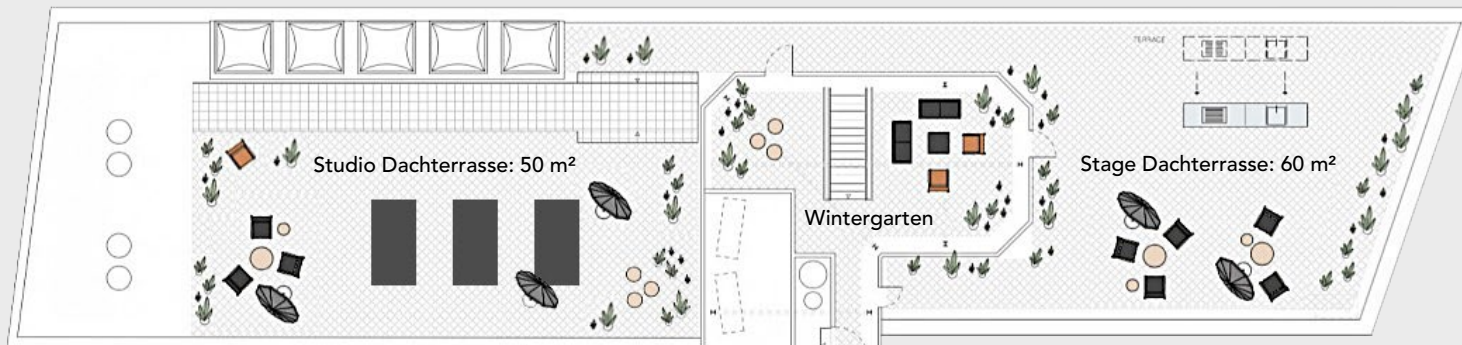 TERRACE
Studio Dachterrasse: 50 m²
Stage Dachterrasse: 60 m²
Wintergarten